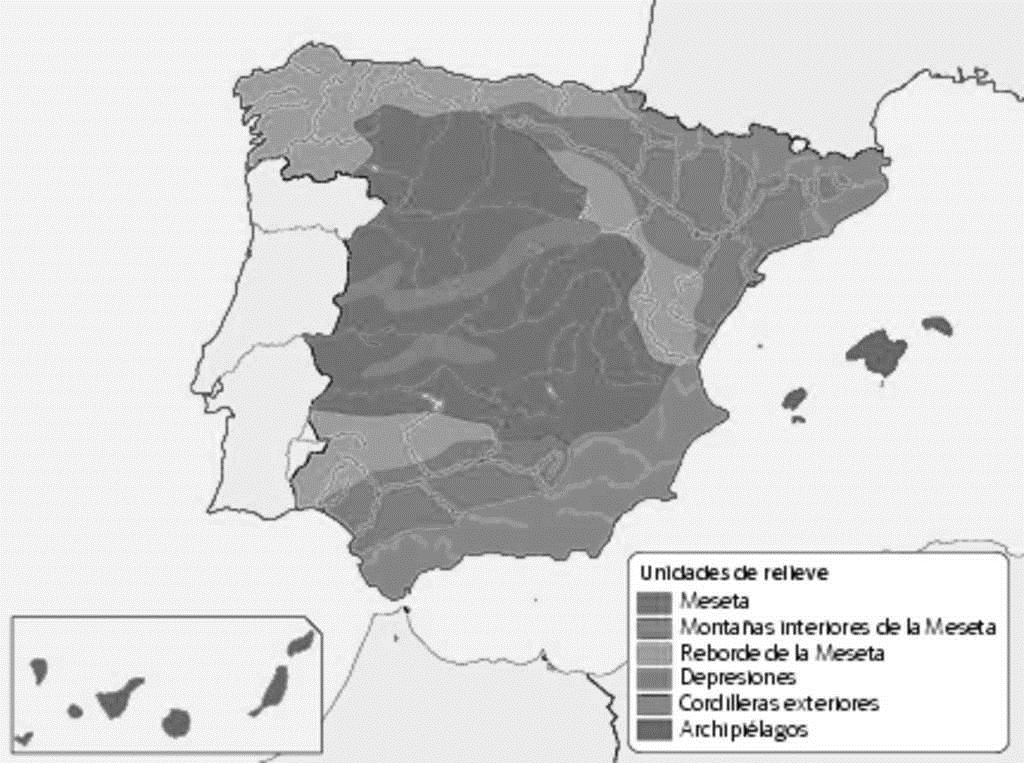 Unidades de relieve
Meseta
Montañas interiores de la Meseta
Reborde de la Meseta
Depresiones
Cordilleras exteriores
Archipiélagos